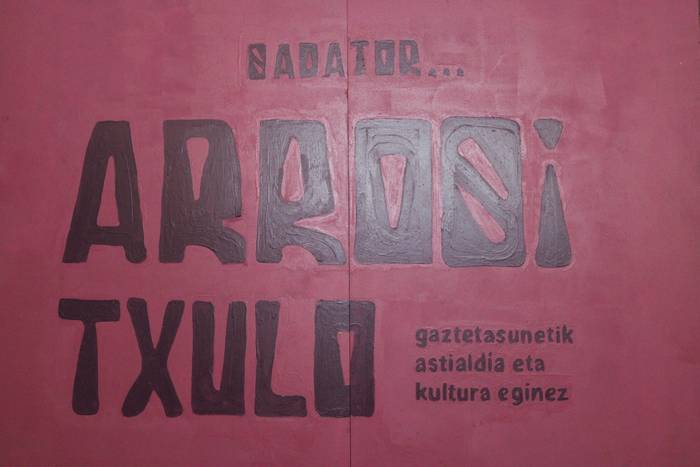 BADATOR...
ARROSi
TXULO
gaztetasunetik
astialdia eta
kultura eginez